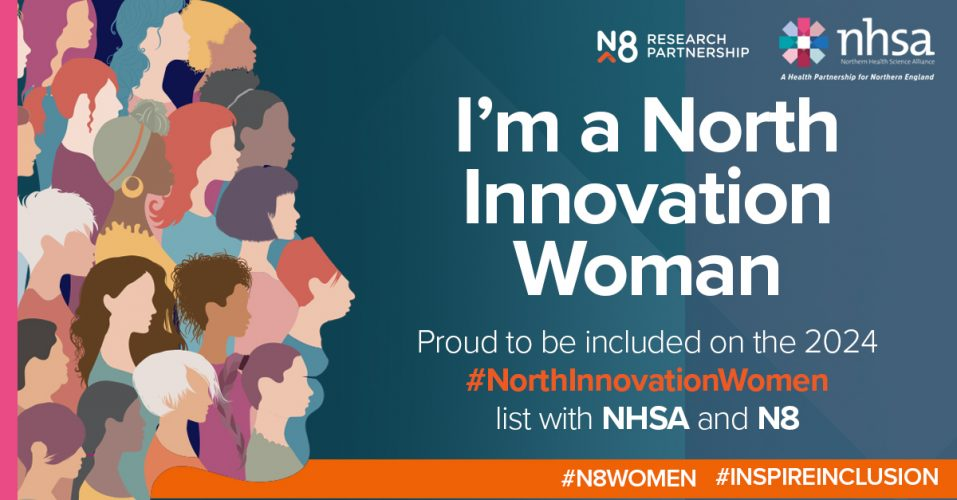 N8 RESEARCH
PARTNERSHIP
nhsa
Northern Health Science Alliance
A Health Partnership for Northern England
I'm a North
Innovation
Woman
Proud to be included on the 2024
#NorthInnovationWomen
list with NHSA and N8
#N8WOMEN #INSPIREINCLUSION